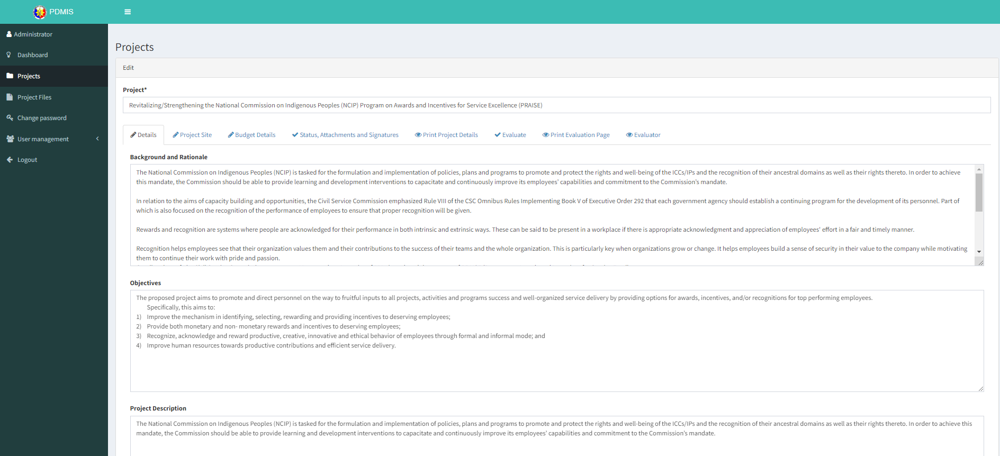 PDMIS
Administrator
Dashboard
Projects
Project Files
Change password
User management
Logout
Projects
Edit
Project*
Revitalizing/Strengthening the National Commission on Indigenous Peoples (NCIP) Program on Awards and Incentives for Service Excellence (PRAISE)
Details Project Site Budget Details Status, Attachments and Signatures Print Project Details Evaluate Print Evaluation Page Evaluator
Background and Rationale
The National Commission on Indigenous Peoples (NCIP) is tasked for the formulation and implementation of policies, plans and programs to promote and protect the rights and well-being of the ICCs/IPs and the recognition of their ancestral domains as well as their rights thereto. In order to achieve
this mandate, the Commission should be able to provide learning and development interventions to capacitate and continuously improve its employees' capabilities and commitment to the Commission's mandate.
In relation to the aims of capacity building and opportunities, the Civil Service Commission emphasized Rule VIII of the CSC Omnibus Rules Implementing Book V of Executive Order 292 that each government agency should establish a continuing program for the development of its personnel. Part of
which is also focused on the recognition of the performance of employees to ensure that proper recognition will be given.
Rewards and recognition are systems where people are acknowledged for their performance in both intrinsic and extrinsic ways. These can be said to be present in a workplace if there is appropriate acknowledgment and appreciation of employees' effort in a fair and timely manner.
Recognition helps employees see that their organization values them and their contributions to the success of their teams and the whole organization. This is particularly key when organizations grow or change. It helps employees build a sense of security in their value to the company while motivating
them to continue their work with pride and passion.
Objectives
The proposed project aims to promote and direct personnel on the way to fruitful inputs to all projects, activities and programs success and well-organized service delivery by providing options for awards, incentives, and/or recognitions for top performing employees.
Specifically, this aims to:
1) Improve the mechanism in identifying, selecting, rewarding and providing incentives to deserving employees;
2) Provide both monetary and non- monetary rewards and incentives to deserving employees;
3) Recognize, acknowledge and reward productive, creative, innovative and ethical behavior of employees through formal and informal mode; and
4) Improve human resources towards productive contributions and efficient service delivery.
Project Description
The National Commission on Indigenous Peoples (NCIP) is tasked for the formulation and implementation of policies, plans and programs to promote and protect the rights and well-being of the ICCs/IPs and the recognition of their ancestral domains as well as their rights thereto. In order to achieve this
mandate, the Commission should be able to provide learning and development interventions to capacitate and continuously improve its employees' capabilities and commitment to the Commission's mandate.